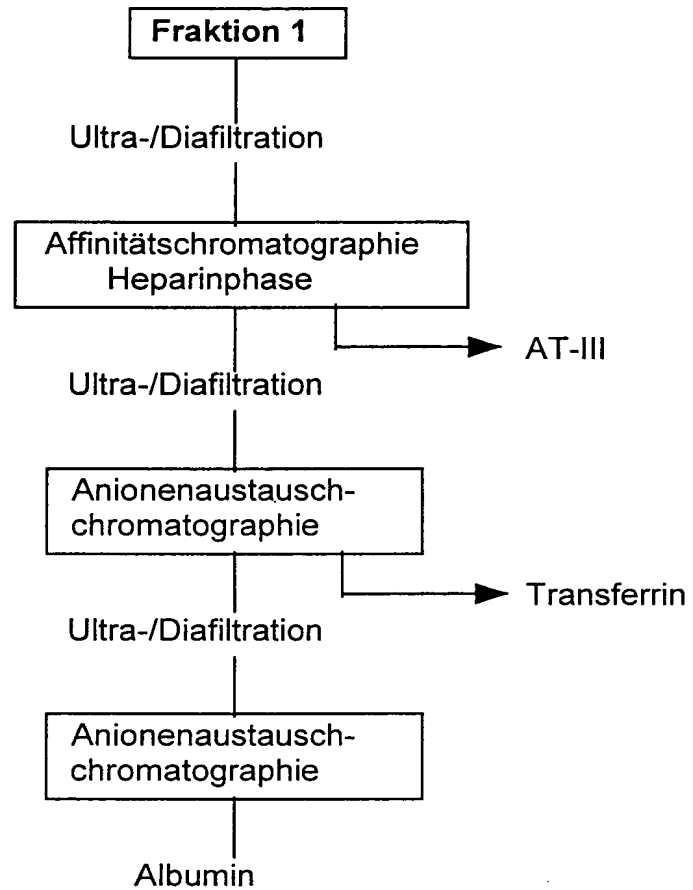 Fraktion 1
Ultra-/Diafiltration
Affinitätschromatographie
Heparinphase
AT-III
Ultra-/Diafiltration
Anionenaustausch-
chromatographie
Transferrin
Ultra-/Diafiltration
Anionenaustausch-
chromatographie
Albumin